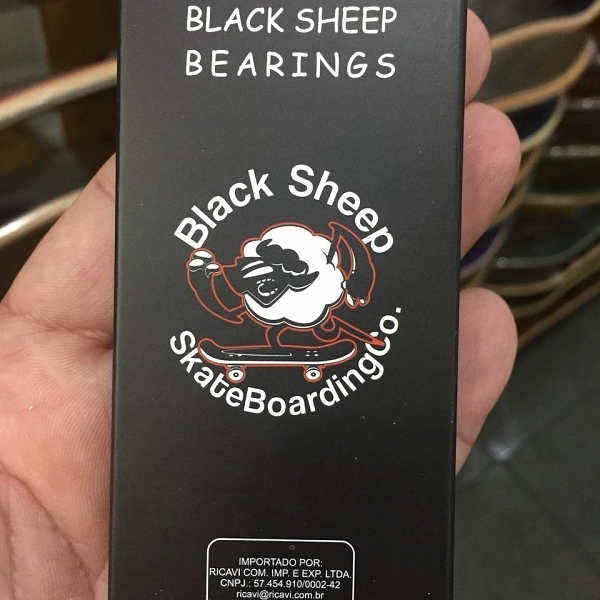 BLACK SHEEP
BEARINGS
Black Sheep
SkateBoardingCo.
IMPORTADO POR:
RICAVI COM. IMP. E EXP. LTDA.
CNPJ.: 57.454.910/0002-42
ricavi@ricavi.com.br